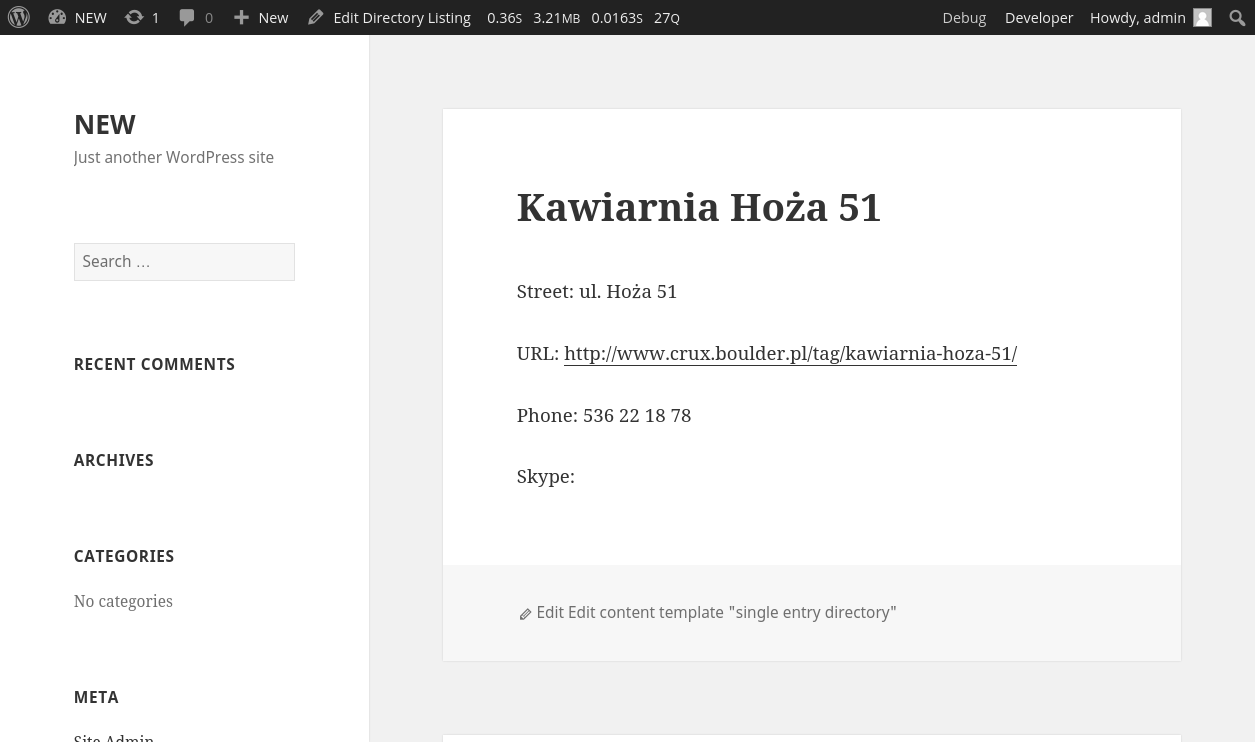 NEW 1 0 New Edit Directory Listing 0.36S 3.21MB 0.0163S 27Q Debug Developer Howdy, admin
NEW
Just another WordPress site
Search …
RECENT COMMENTS
ARCHIVES
CATEGORIES
No categories
META
Site Admin
Kawiarnia Hoża 51
Street: ul. Hoża 51
URL: http://www.crux.boulder.pl/tag/kawiarnia-hoza-51/
Phone: 536 22 18 78
Skype:
Edit Edit content template "single entry directory"